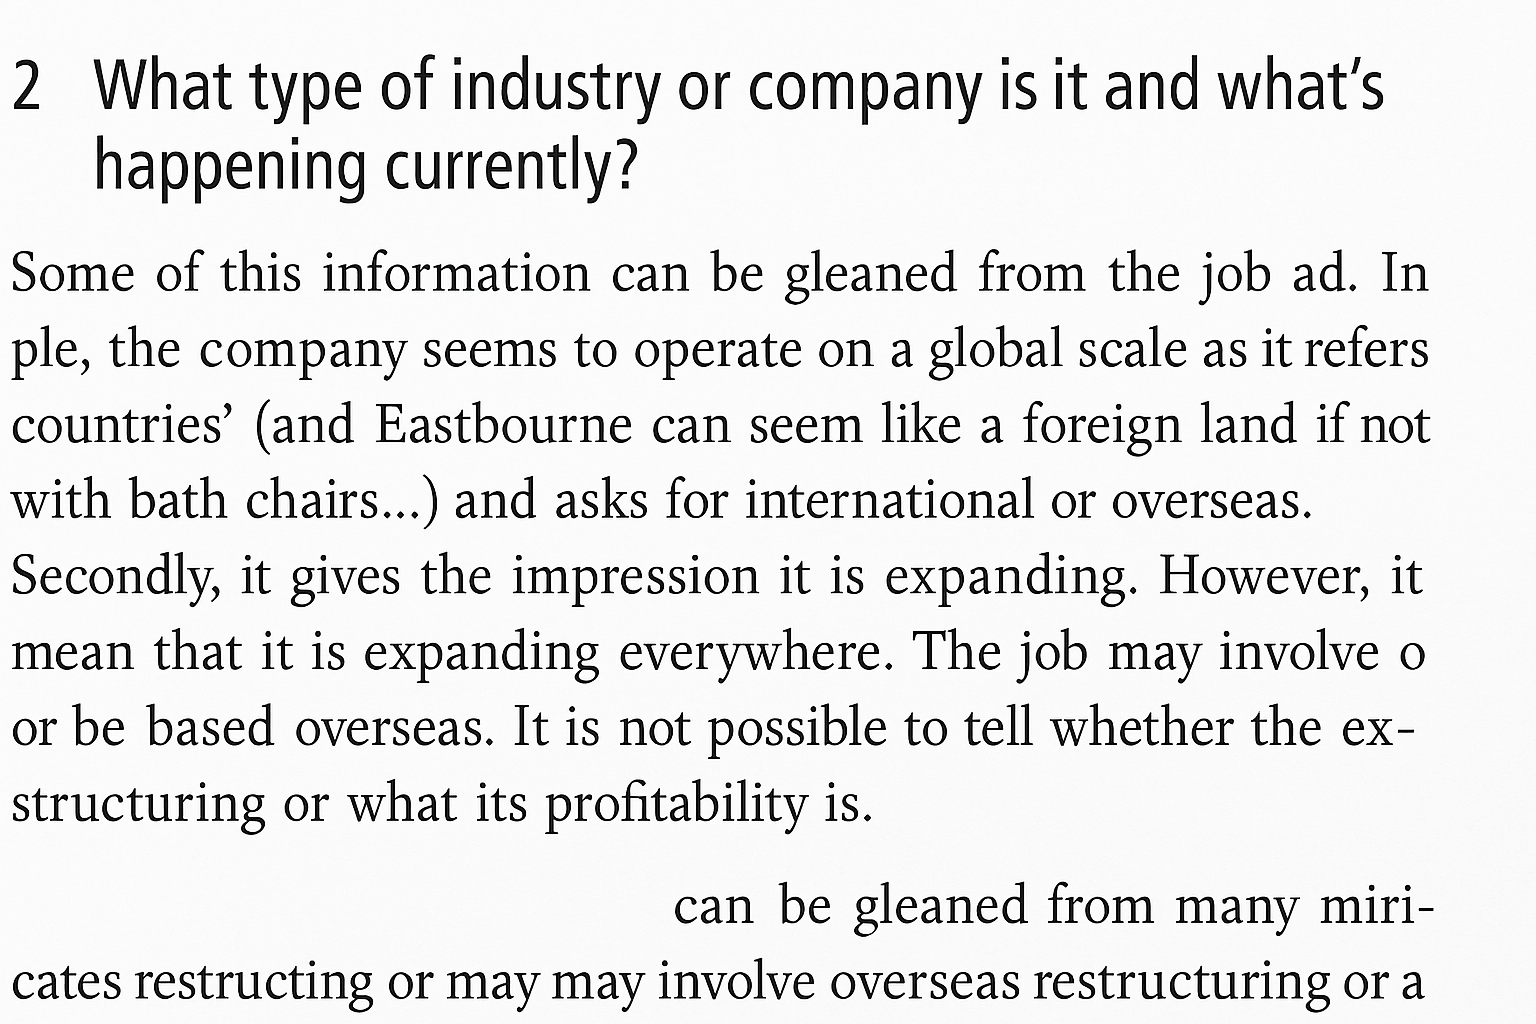 2 What type of industry or company is it and what’s
happening currently?
Some of this information can be gleaned from the job ad. In
ple, the company seems to operate on a global scale as it refers
countries’ (and Eastbourne can seem like a foreign land if not
with bath chairs...) and asks for international or overseas.
Secondly, it gives the impression it is expanding. However, it
mean that it is expanding everywhere. The job may involve o
or be based overseas. It is not possible to tell whether the ex-
structuring or what its profitability is.
can be gleaned from many miri-
cates restructing or may may involve overseas restructuring or a